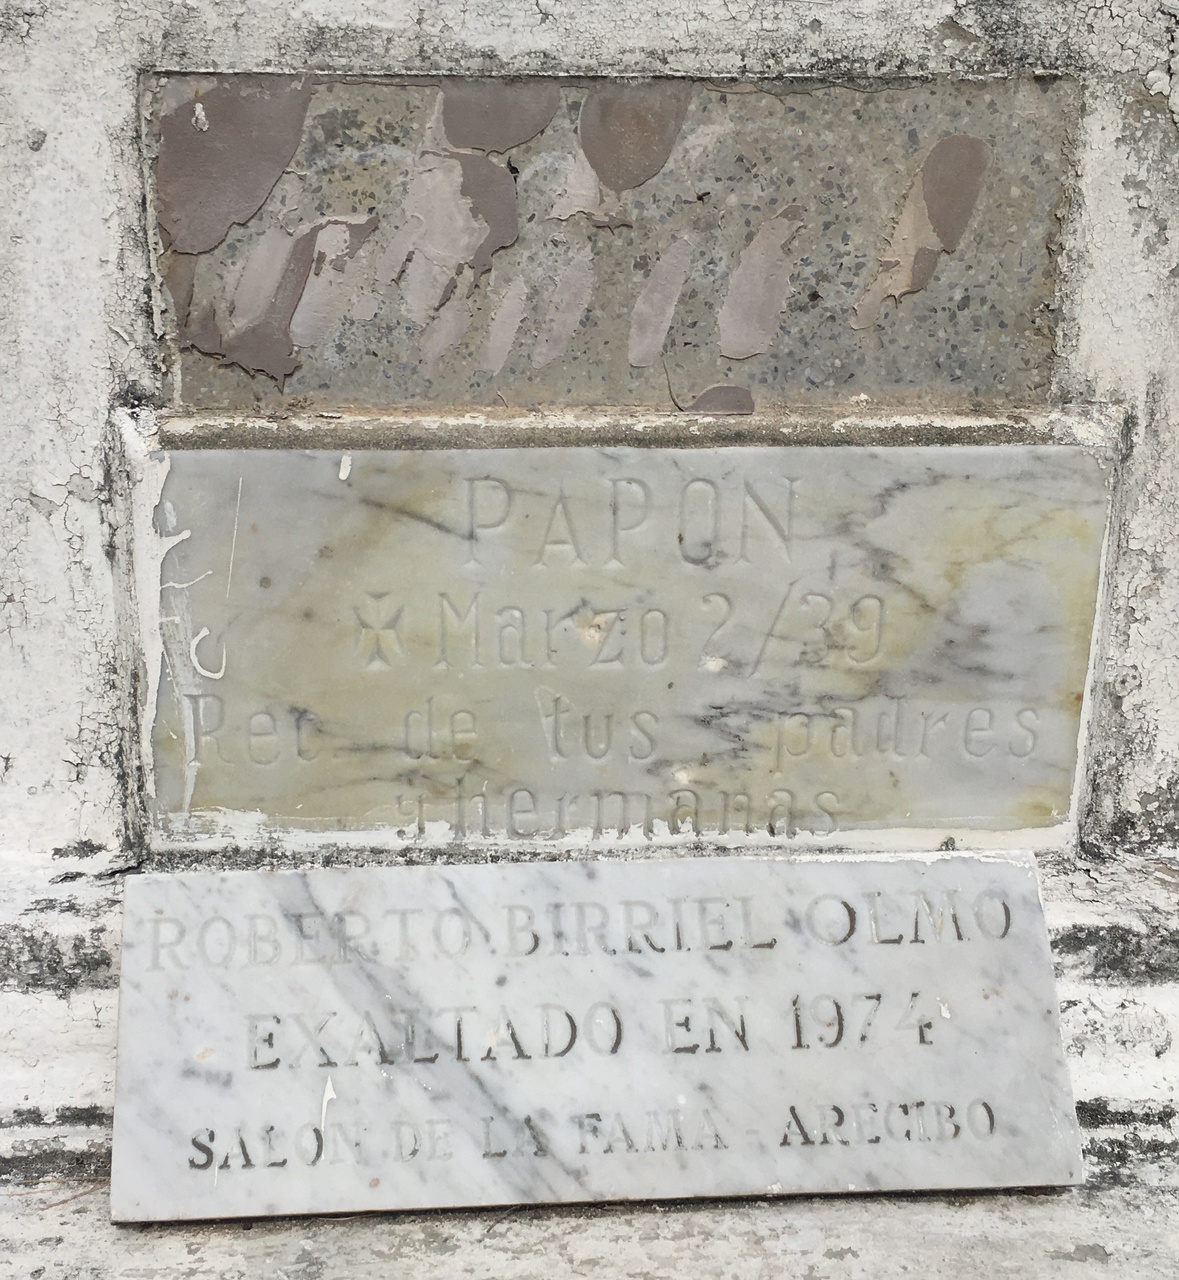 PAPON
✠ Marzo 2/39
Rec. de tus padres
y hermanas
ROBERTO BIRRIEL OLMO
EXALTADO EN 1974
SALON DE LA FAMA - ARECIBO